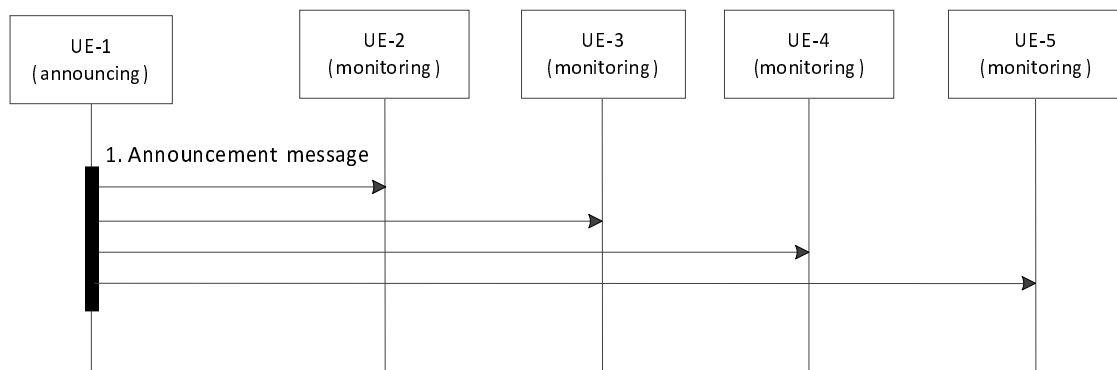 UE-1
(announcing)
UE-2
(monitoring)
UE-3
(monitoring)
UE-4
(monitoring)
UE-5
(monitoring)
1. Announcement message